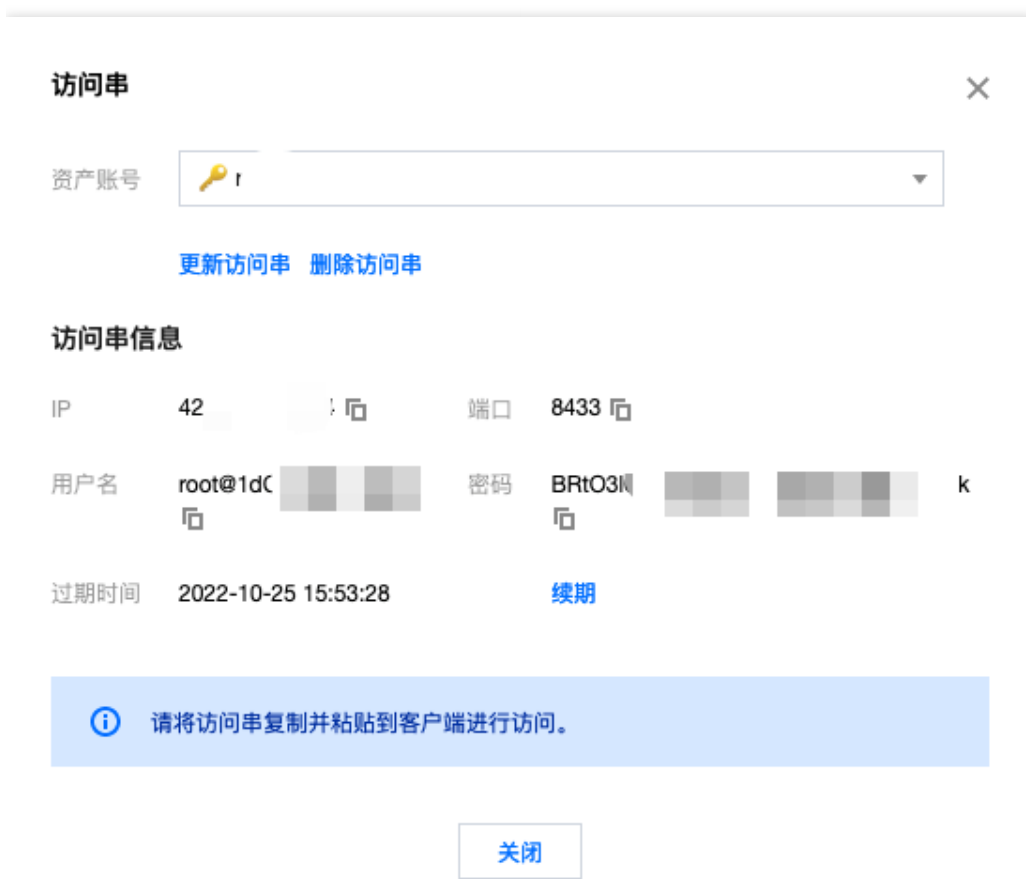 访问串
资产账号
更新访问串 删除访问串
访问串信息
IP 42 端口 8433
用户名 root@1d 密码 BRtO3 k
过期时间 2022-10-25 15:53:28 续期
请将访问串复制并粘贴到客户端进行访问。
关闭